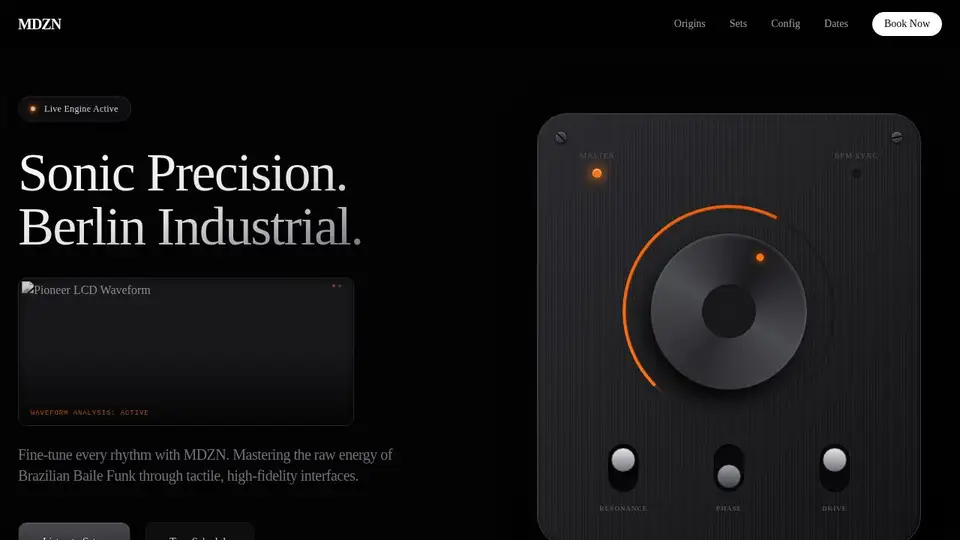 MDZN
Origins
Sets
Config
Dates
Book Now
Live Engine Active
Sonic Precision.
Berlin Industrial.
Pioneer LCD Waveform
WAVEFORM ANALYSIS: ACTIVE
Fine-tune every rhythm with MDZN. Mastering the raw energy of
Brazilian Baile Funk through tactile, high-fidelity interfaces.
MASTER
BPM SYNC
RESONANCE
PHASE
DRIVE